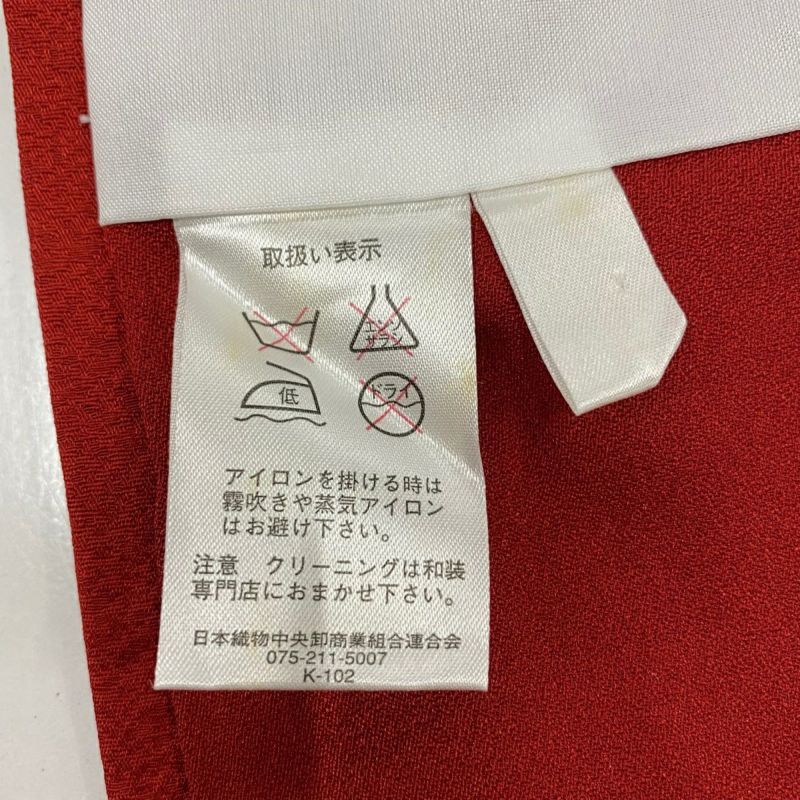 取扱い表示
エンソ
サラシ
低
ドライ
アイロンを掛ける時は
霧吹きや蒸気アイロン
はお避け下さい。
注意　クリーニングは和装
専門店におまかせ下さい。
日本織物中央卸商業組合連合会
075-211-5007
K-102